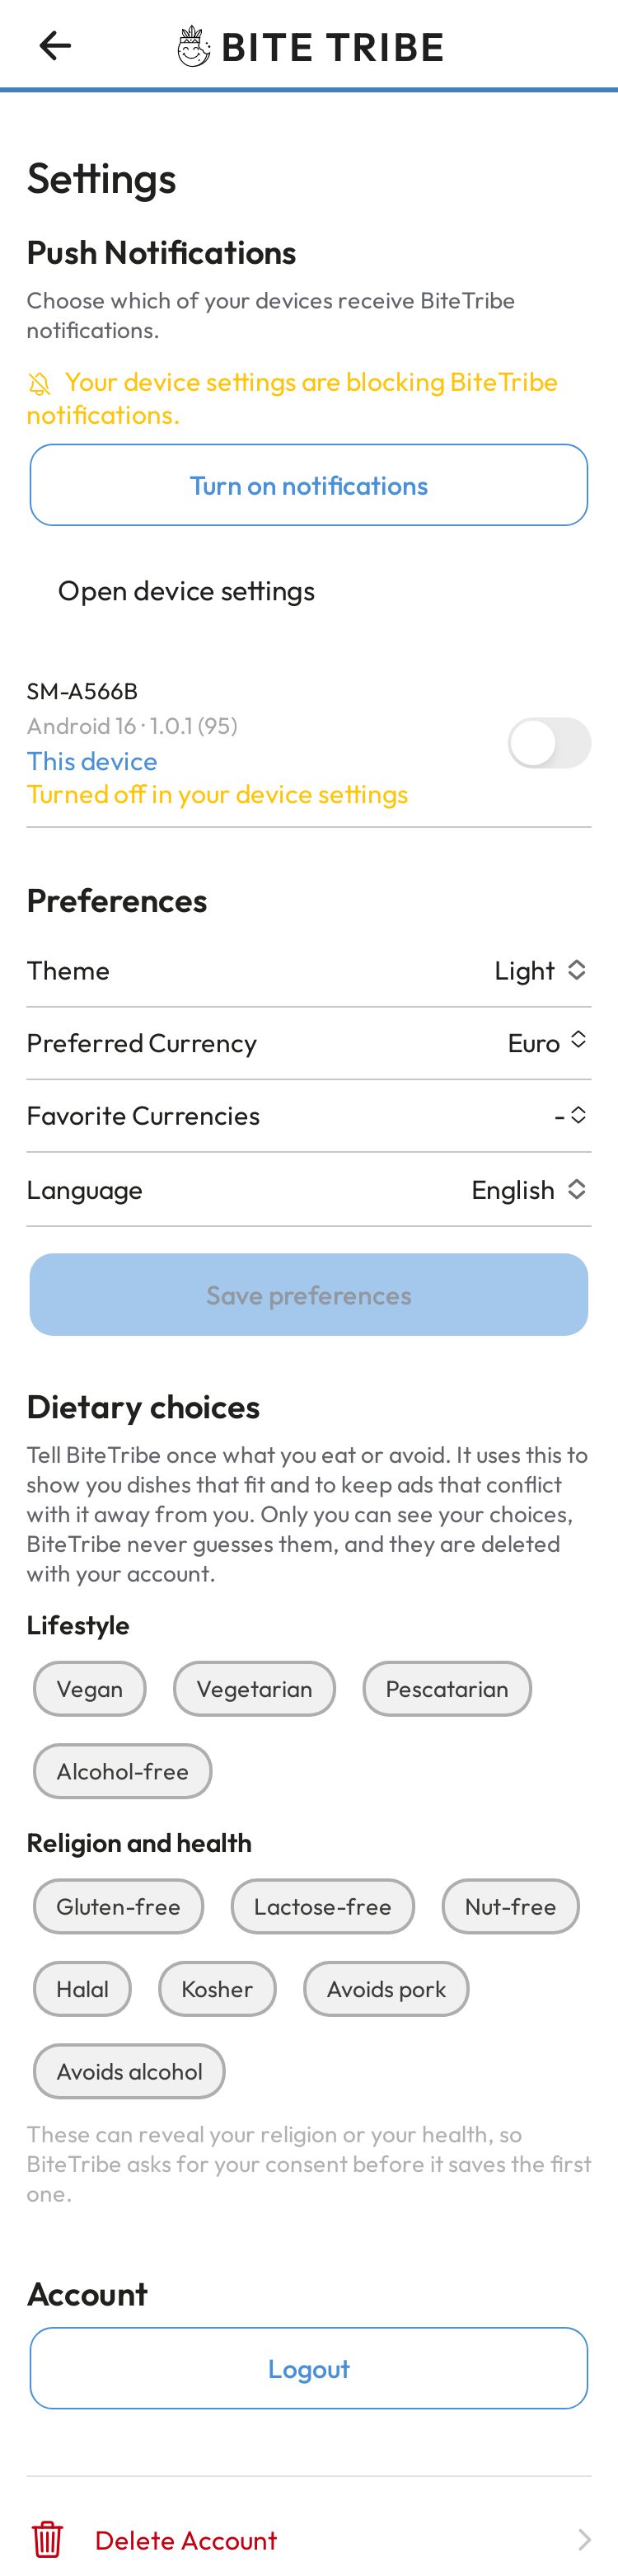 BITE TRIBE
Settings
Push Notifications
Choose which of your devices receive BiteTribe
notifications.
Your device settings are blocking BiteTribe
notifications.
Turn on notifications
Open device settings
SM-A566B
Android 16 · 1.0.1 (95)
This device
Turned off in your device settings
Preferences
Theme Light
Preferred Currency Euro
Favorite Currencies -
Language English
Save preferences
Dietary choices
Tell BiteTribe once what you eat or avoid. It uses this to
show you dishes that fit and to keep ads that conflict
with it away from you. Only you can see your choices,
BiteTribe never guesses them, and they are deleted
with your account.
Lifestyle
Vegan Vegetarian Pescatarian
Alcohol-free
Religion and health
Gluten-free Lactose-free Nut-free
Halal Kosher Avoids pork
Avoids alcohol
These can reveal your religion or your health, so
BiteTribe asks for your consent before it saves the first
one.
Account
Logout
Delete Account